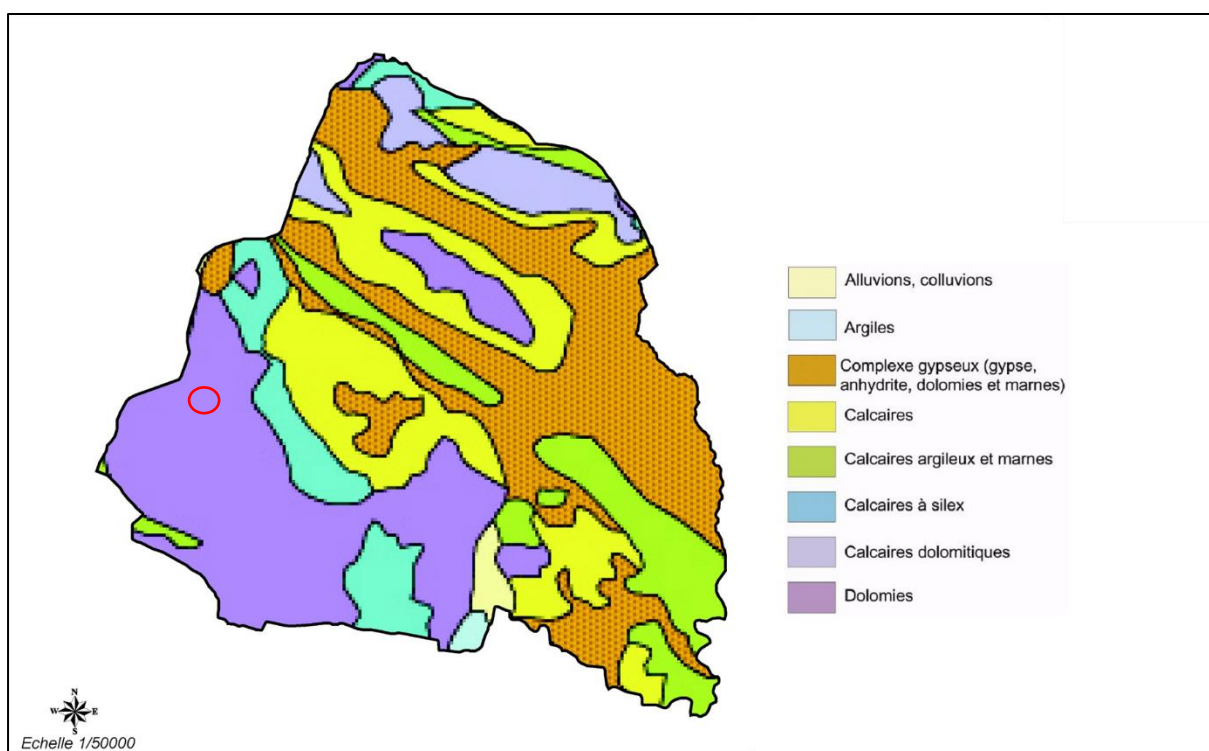 Alluvions, colluvions
Argiles
Complexe gypseux (gypse,
anhydrite, dolomies et marnes)
Calcaires
Calcaires argileux et marnes
Calcaires à silex
Calcaires dolomitiques
Dolomies
N
W E
S
Echelle 1/50000